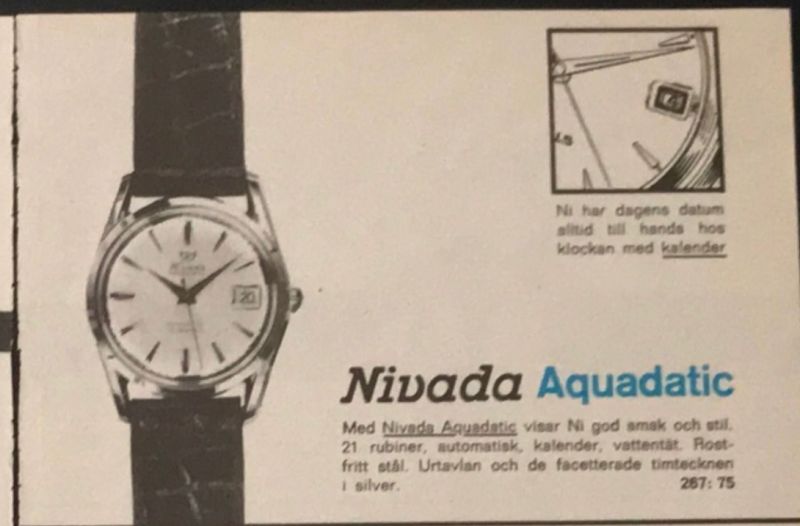 Ni har dagens datum
alltid till hands hos
klockan med kalender
20
Nivada Aquadatic
Med Nivada Aquadatic visar Ni god smak och stil.
21 rubiner, automatisk, kalender, vattentät. Rost-
fritt stål. Urtavlan och de facetterade timtecknen
i silver. 267:75